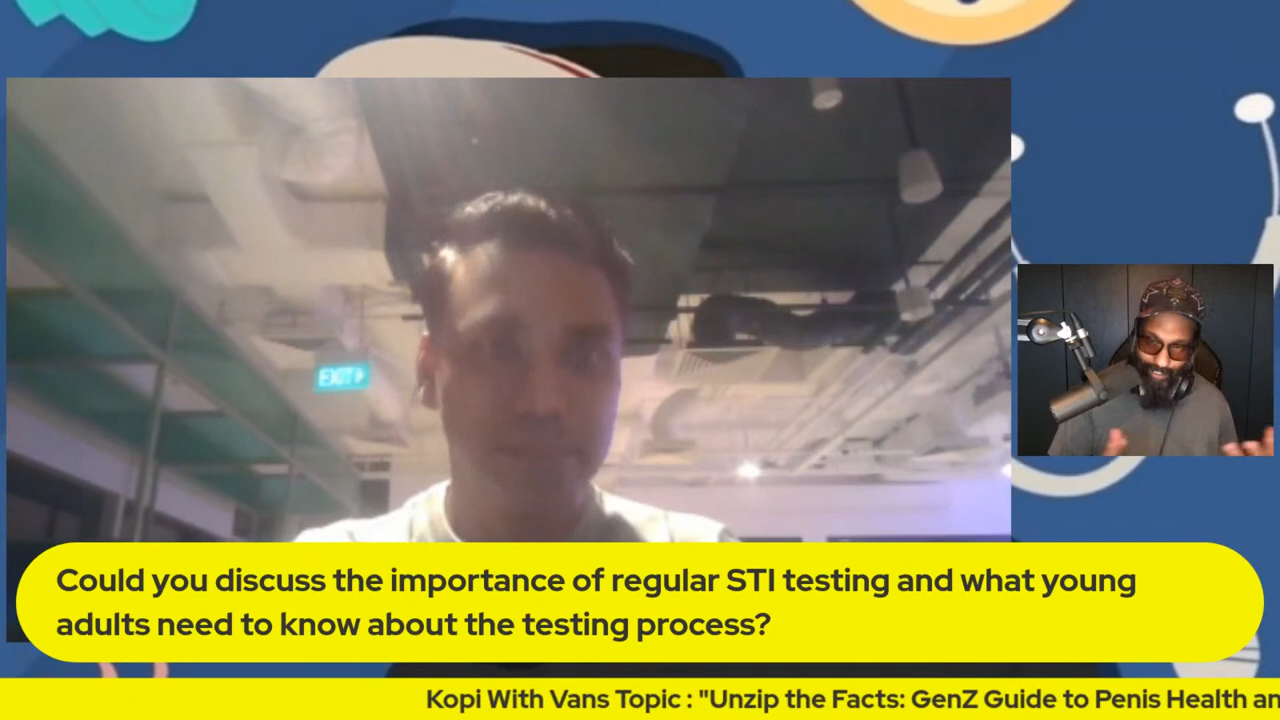 EXIT
Could you discuss the importance of regular STI testing and what young
adults need to know about the testing process?
Kopi With Vans Topic : "Unzip the Facts: GenZ Guide to Penis Health an